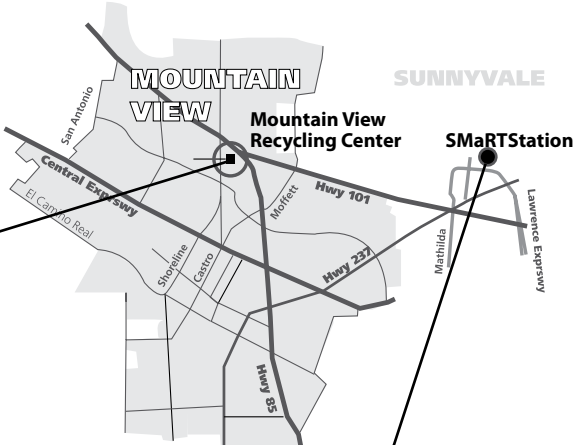 MOUNTAIN
VIEW
SUNNYVALE
San Antonio
Mountain View
Recycling Center
SMaRTStation
Central Exprswy
El Camino Real
Hwy 101
Moffett
Shoreline
Castro
Hwy 237
Mathilda
Lawrence Exprswy
Hwy 85